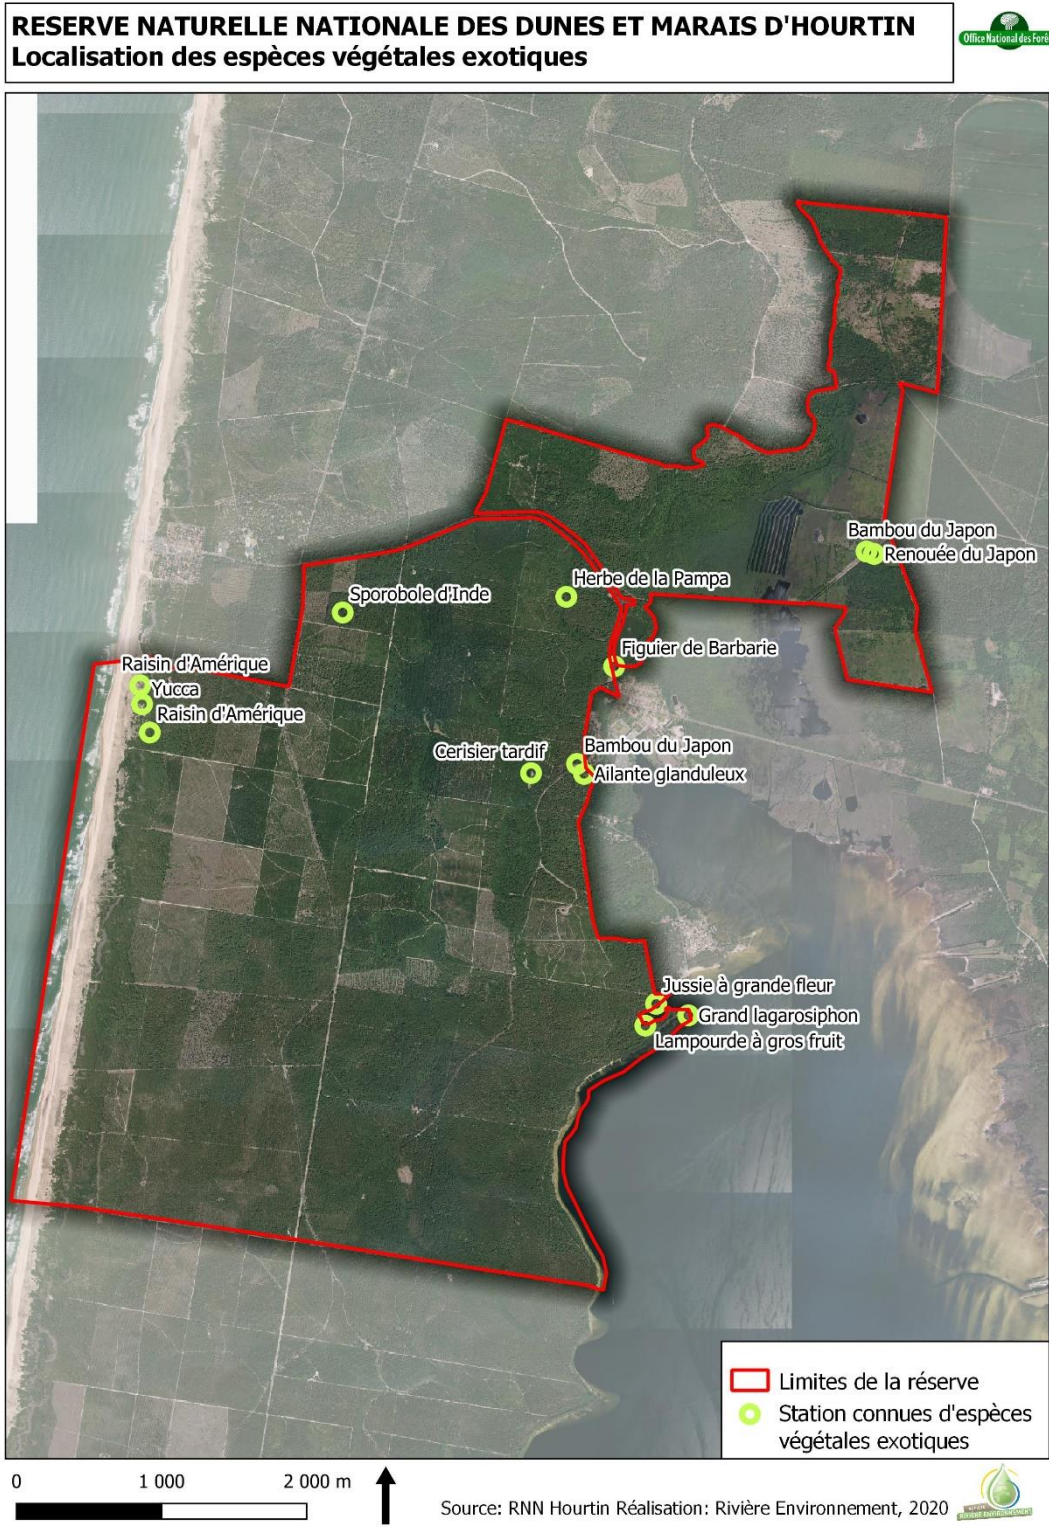 RESERVE NATURELLE NATIONALE DES DUNES ET MARAIS D'HOURTIN
Localisation des espèces végétales exotiques
Office National des Forê
Bambou du Japon
Renouée du Japon
Herbe de la Pampa
Sporobole d'Inde
Figuier de Barbarie
Raisin d'Amérique
Yucca
Raisin d'Amérique
Bambou du Japon
Cerisier tardif
Ailante glanduleux
Jussie à grande fleur
Grand lagarosiphon
Lampourde à gros fruit
Limites de la réserve
Station connues d'espèces
végétales exotiques
0 1 000 2 000 m
Source: RNN Hourtin Réalisation: Rivière Environnement, 2020
RIVIÈRE ENVIRONNEMENT